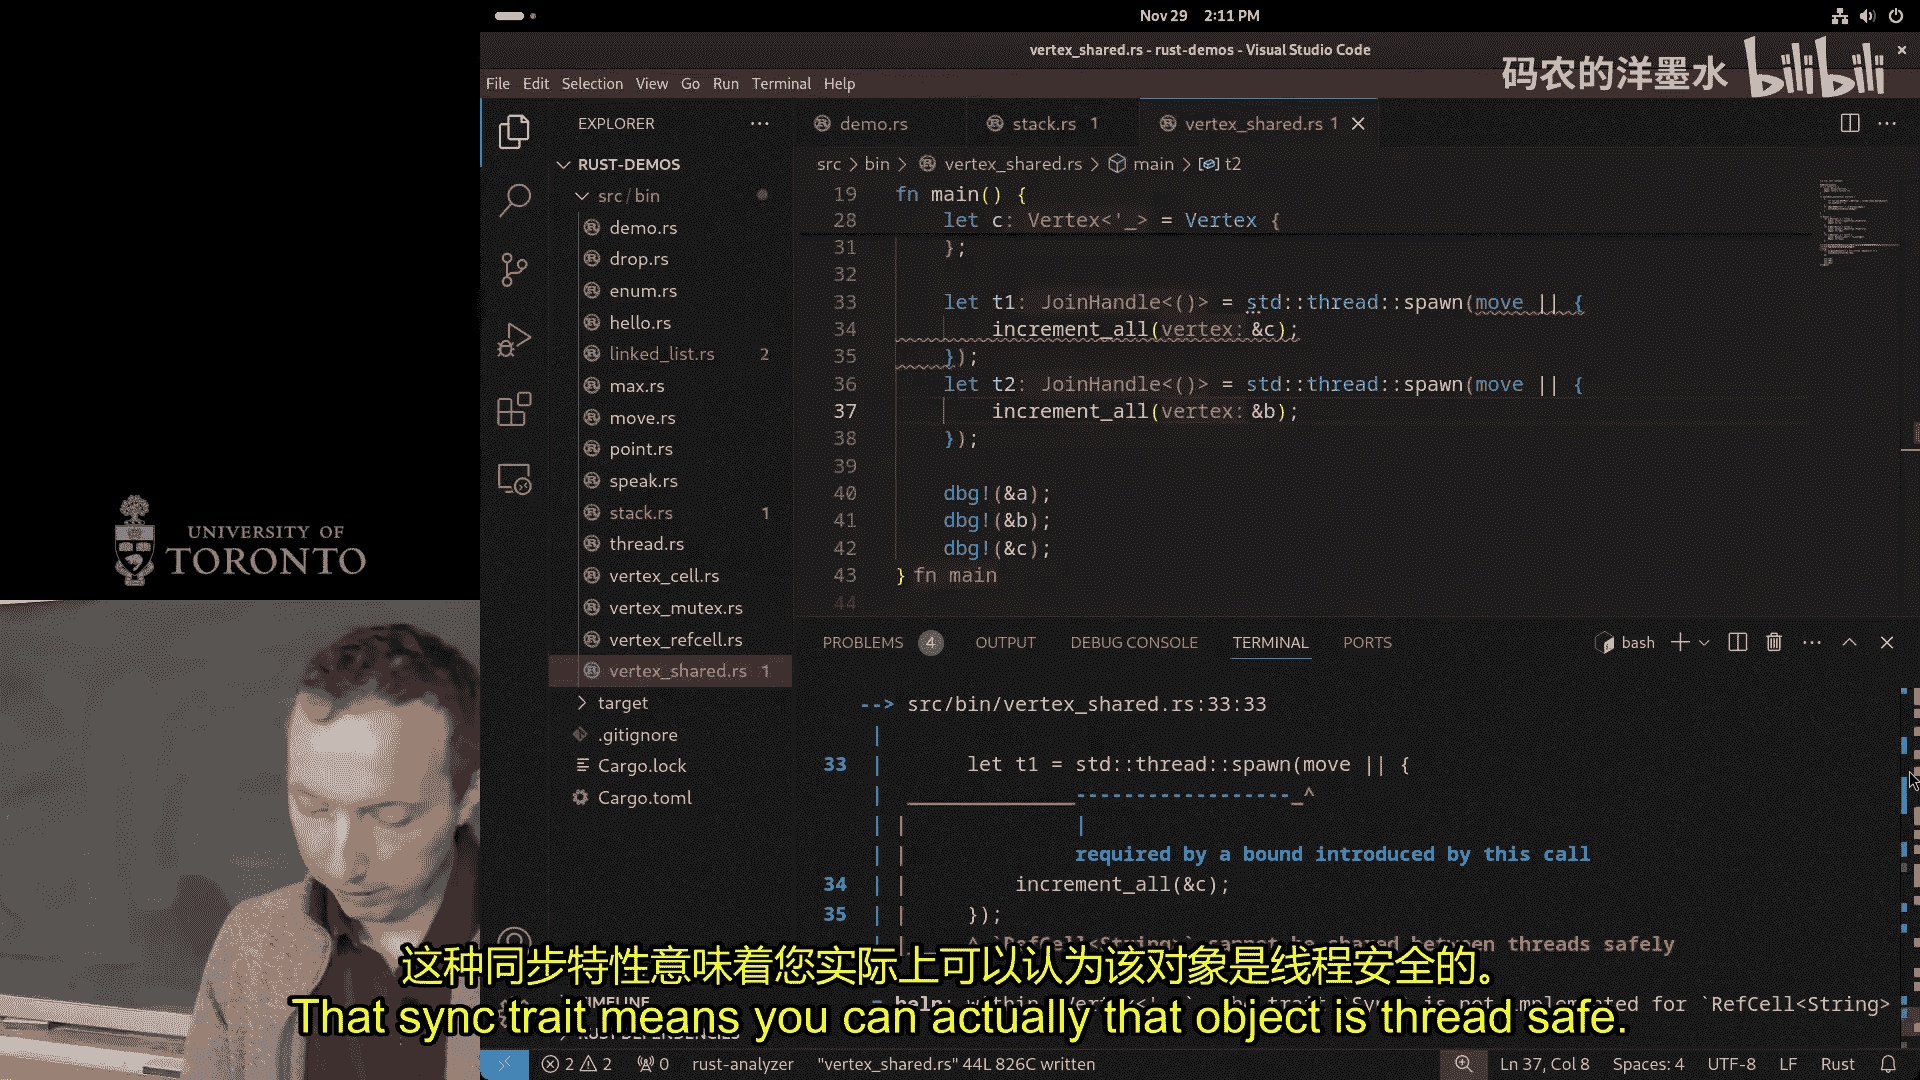 Nov 29 2:11 PM
vertex_shared.rs - rust-demos - Visual Studio Code
码农的洋墨水 bilibili
File Edit Selection View Go Run Terminal Help
EXPLORER
RUST-DEMOS
src/bin
demo.rs
drop.rs
enum.rs
hello.rs
linked_list.rs 2
max.rs
move.rs
point.rs
speak.rs
stack.rs 1
thread.rs
vertex_cell.rs
vertex_mutex.rs
vertex_refcell.rs
vertex_shared.rs 1
target
.gitignore
Cargo.lock
Cargo.toml
TIMELINE
demo.rs stack.rs 1 vertex_shared.rs 1
src > bin > vertex_shared.rs > main > t2
19 fn main() {
28 let c: Vertex<'_> = Vertex {
31 };
32
33 let t1: JoinHandle<()> = std::thread::spawn(move || {
34 increment_all(vertex: &c);
35 });
36 let t2: JoinHandle<()> = std::thread::spawn(move || {
37 increment_all(vertex: &b);
38 });
39
40 dbg!(&a);
41 dbg!(&b);
42 dbg!(&c);
43 } fn main
44
PROBLEMS 4 OUTPUT DEBUG CONSOLE TERMINAL PORTS bash
--> src/bin/vertex_shared.rs:33:33
|
33 | let t1 = std::thread::spawn(move || {
| ______________------------------_^
| | |
| | required by a bound introduced by this call
34 | | increment_all(&c);
35 | | });
UNIVERSITY OF
TORONTO
这种同步特性意味着您实际上可以认为该对象是线程安全的。
That sync trait means you can actually that object is thread safe.
2 2 0 rust-analyzer "vertex_shared.rs" 44L 826C written Ln 37, Col 8 Spaces: 4 UTF-8 LF Rust